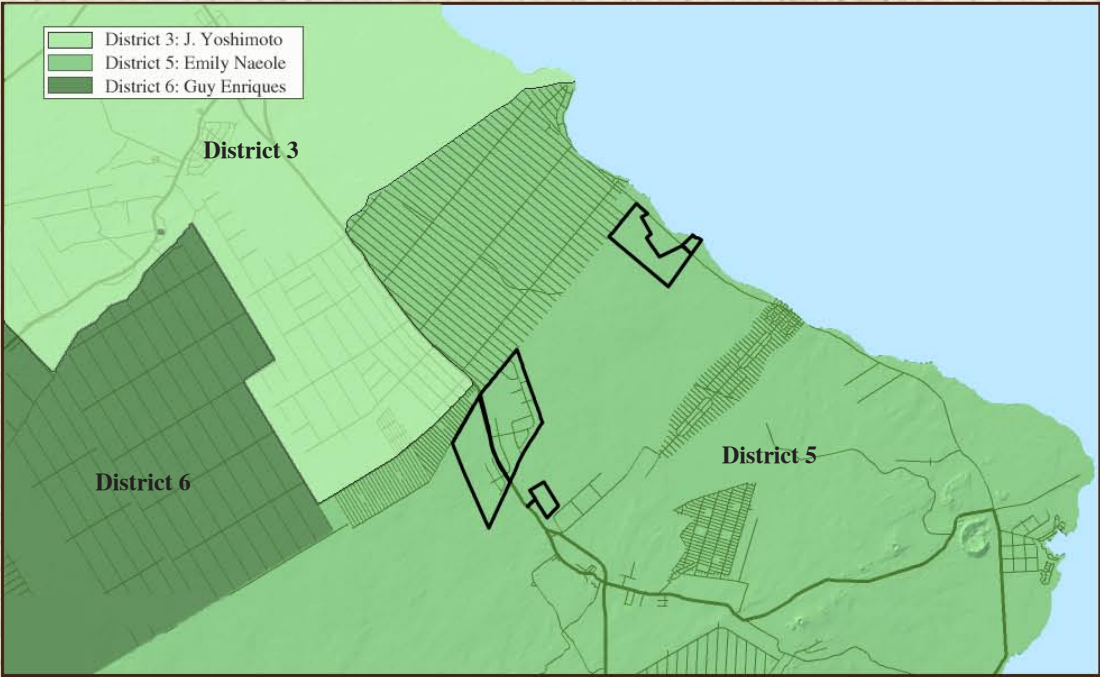 District 3: J. Yoshimoto
District 5: Emily Naeole
District 6: Guy Enriques
District 3
District 5
District 6